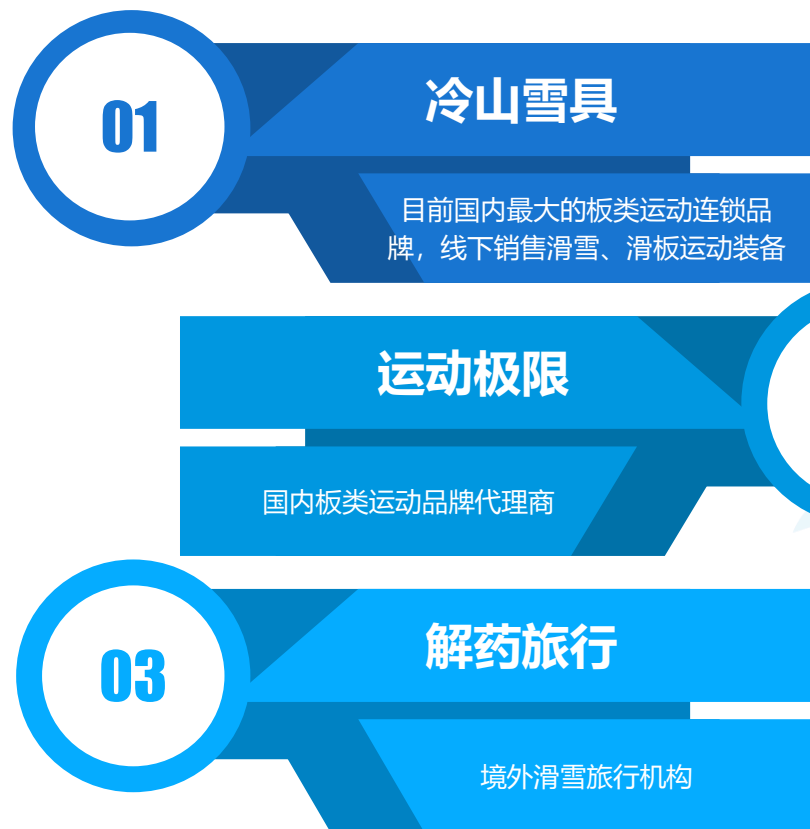 01
冷山雪具
目前国内最大的板类运动连锁品
牌，线下销售滑雪、滑板运动装备
运动极限
国内板类运动品牌代理商
03
解药旅行
境外滑雪旅行机构